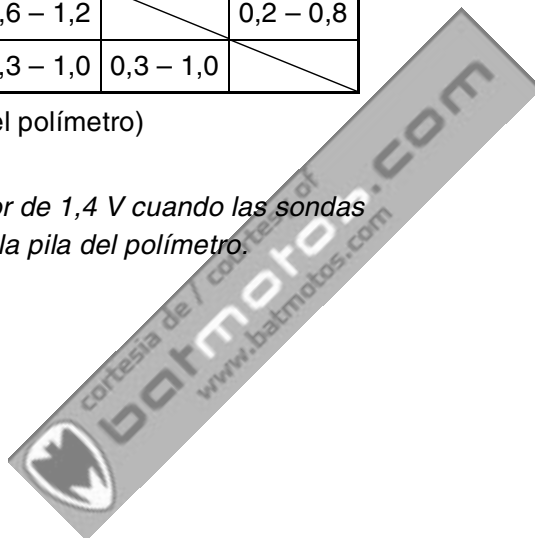 ,6 – 1,2 0,2 – 0,8
,3 – 1,0 0,3 – 1,0
el polímetro)
or de 1,4 V cuando las sondas
la pila del polímetro.
cortesia de / courtesy of
batmotos.com
www.batmotos.com